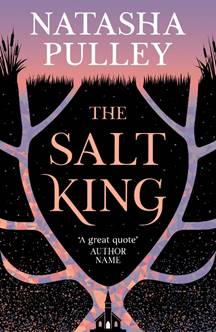 NATASHA
PULLEY
THE
SALT
KING
'A great quote'
AUTHOR
NAME